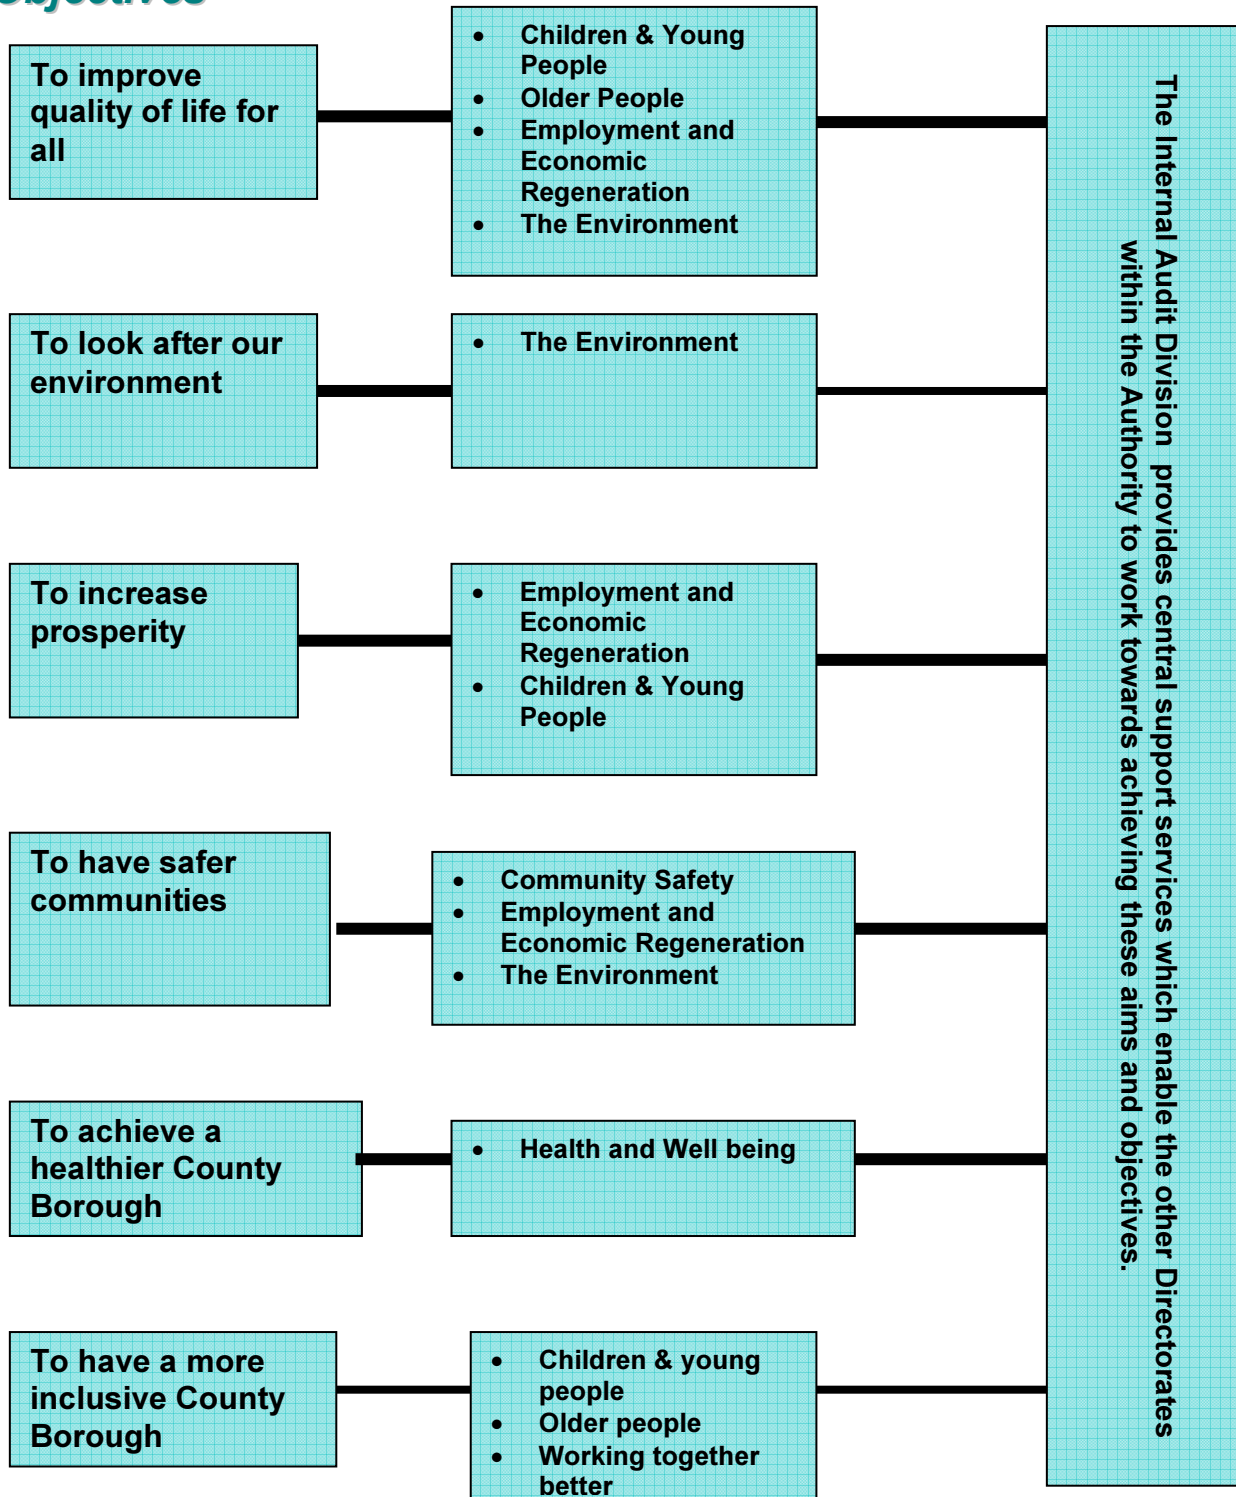 Objectives
To improve
quality of life for
all
• Children & Young
People
• Older People
• Employment and
Economic
Regeneration
• The Environment
To look after our
environment
• The Environment
To increase
prosperity
• Employment and
Economic
Regeneration
• Children & Young
People
To have safer
communities
• Community Safety
• Employment and
Economic Regeneration
• The Environment
To achieve a
healthier County
Borough
• Health and Well being
To have a more
inclusive County
Borough
• Children & young
people
• Older people
• Working together
better
The Internal Audit Division provides central support services which enable the other Directorates
within the Authority to work towards achieving these aims and objectives.